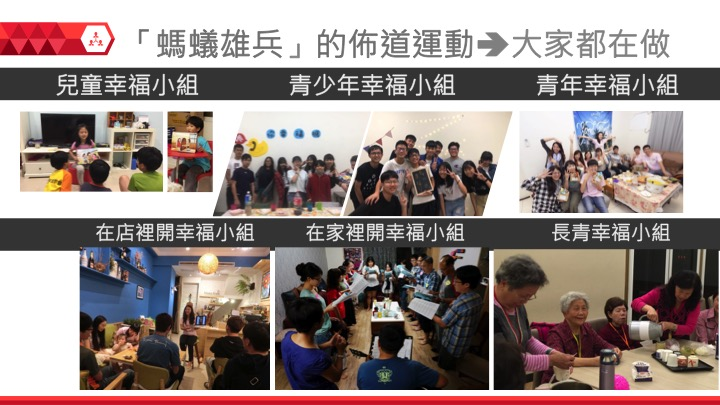 「螞蟻雄兵」的佈道運動➔大家都在做
兒童幸福小組
青少年幸福小組
青年幸福小組
在店裡開幸福小組
在家裡開幸福小組
長青幸福小組